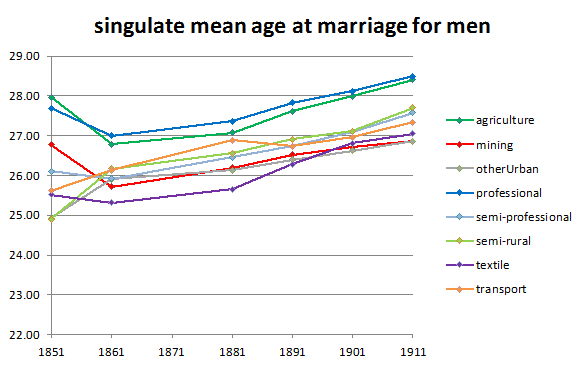 singulate mean age at marriage for men
29.00
28.00
27.00
26.00
25.00
24.00
23.00
22.00
1851 1861 1871 1881 1891 1901 1911
agriculture
mining
otherUrban
professional
semi-professional
semi-rural
textile
transport